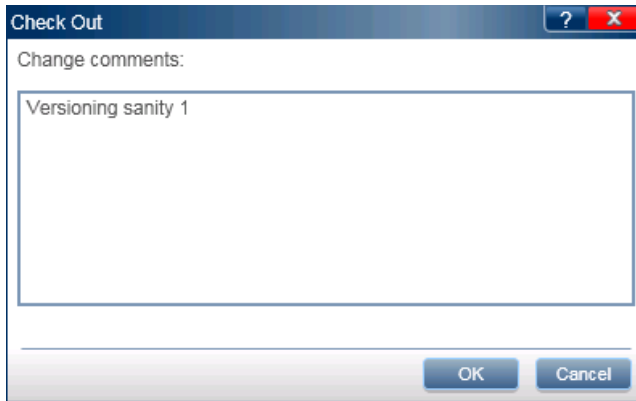 Check Out
? X
Change comments:
Versioning sanity 1
OK Cancel